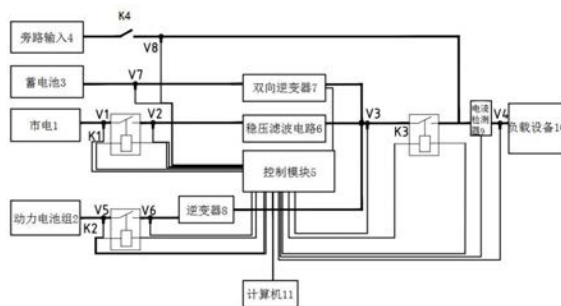 K4
旁路输入4
V8
蓄电池3
V7
双向逆变器7
市电1
V1
K1
V2
稳压滤波电路6
V3
K3
电流检测器9
V4
负载设备10
控制模块5
动力电池组2
V5
K2
V6
逆变器8
计算机11